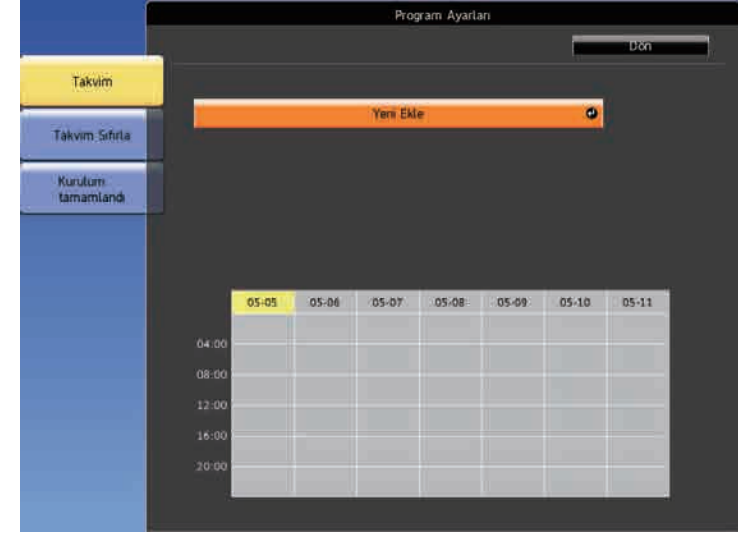 Program Ayarları
Dön
Takvim
Yeni Ekle
Takvim Sıfırla
Kurulum
tamamlandı
05-05 05-06 05-07 05-08 05-09 05-10 05-11
04:00
08:00
12:00
16:00
20:00